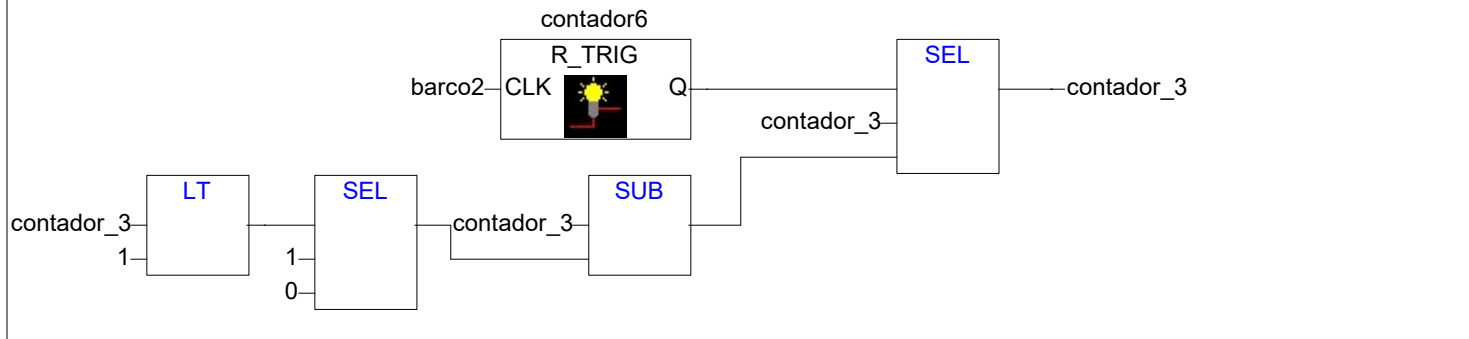 contador6
R_TRIG
SEL
barco2 CLK Q contador_3
contador_3
LT SEL SUB
contador_3 contador_3
1 1
0